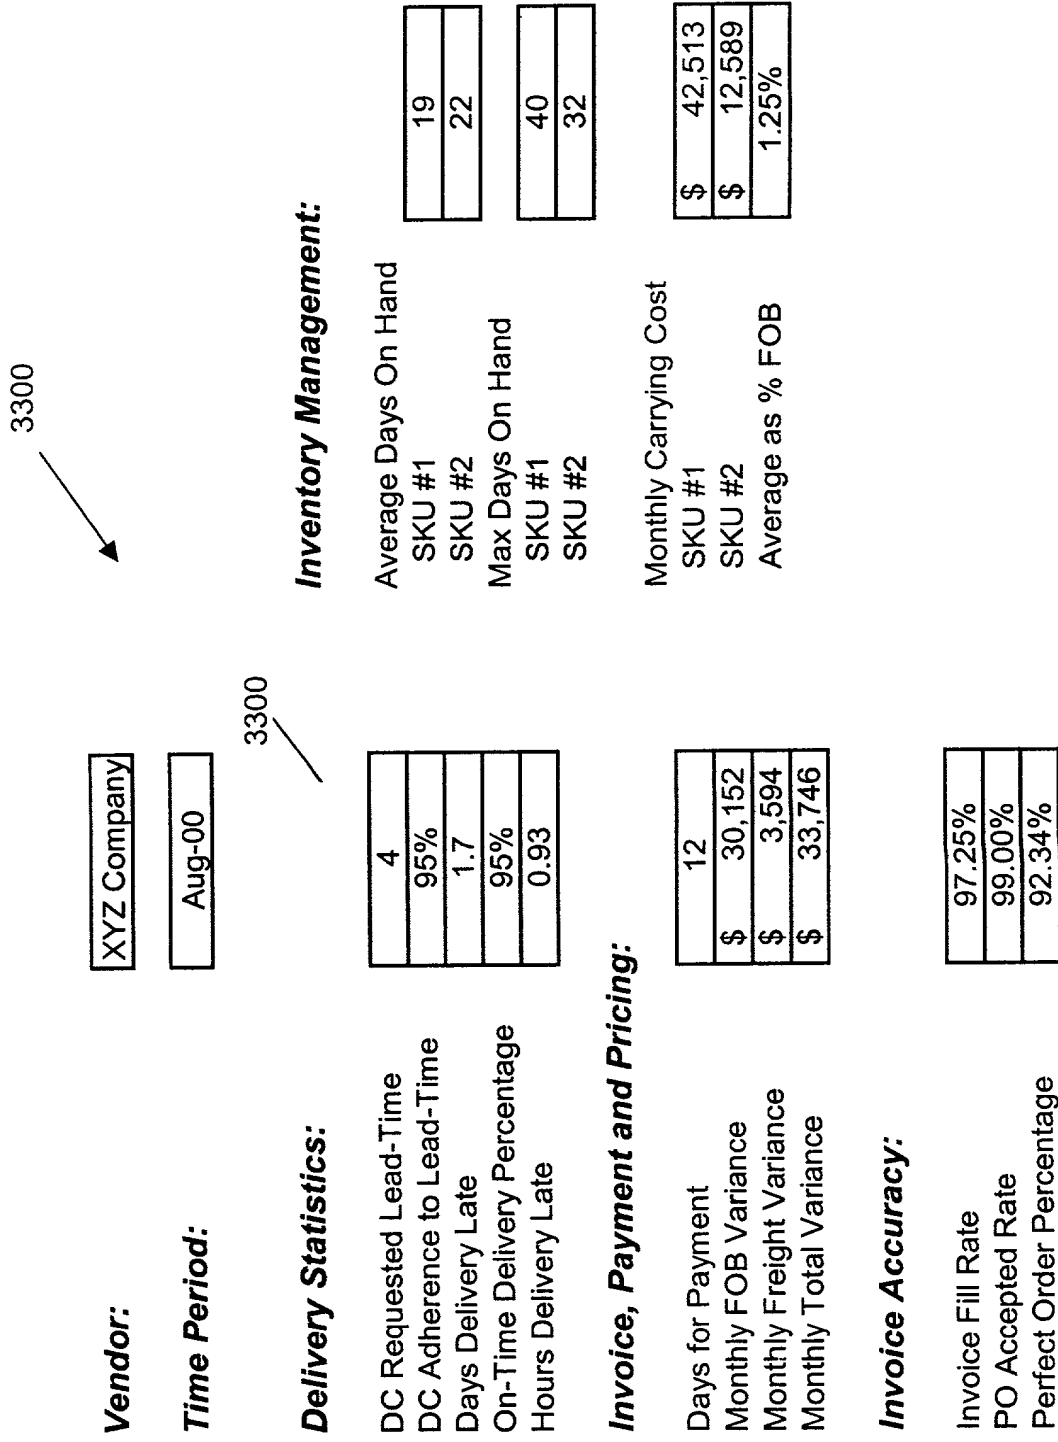 3300
Vendor: XYZ Company
Time Period: Aug-00
3300
Delivery Statistics:
DC Requested Lead-Time 4
DC Adherence to Lead-Time 95%
Days Delivery Late 1.7
On-Time Delivery Percentage 95%
Hours Delivery Late 0.93
Invoice, Payment and Pricing:
Days for Payment 12
Monthly FOB Variance $ 30,152
Monthly Freight Variance $ 3,594
Monthly Total Variance $ 33,746
Invoice Accuracy:
Invoice Fill Rate 97.25%
PO Accepted Rate 99.00%
Perfect Order Percentage 92.34%
Inventory Management:
Average Days On Hand
SKU #1 19
SKU #2 22
Max Days On Hand
SKU #1 40
SKU #2 32
Monthly Carrying Cost
SKU #1 $ 42,513
SKU #2 $ 12,589
Average as % FOB 1.25%